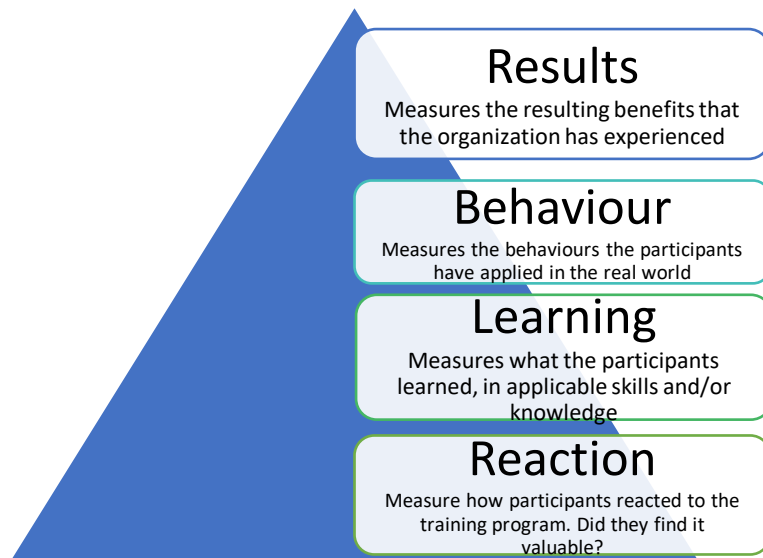 Results
Measures the resulting benefits that
the organization has experienced
Behaviour
Measures the behaviours the participants
have applied in the real world
Learning
Measures what the participants
learned, in applicable skills and/or
knowledge
Reaction
Measure how participants reacted to the
training program. Did they find it
valuable?